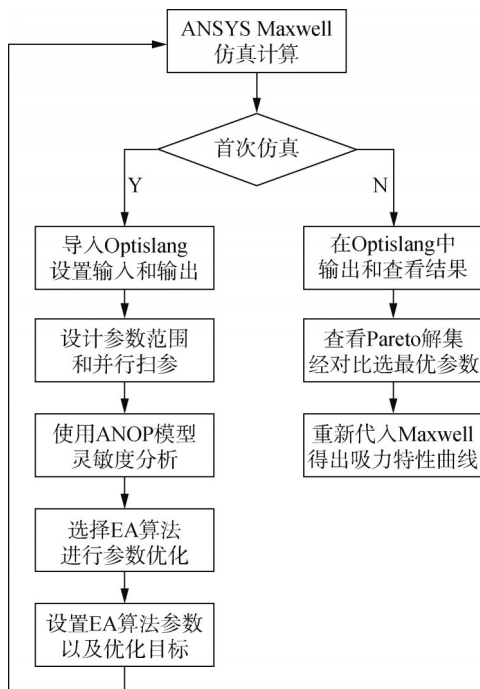 ANSYS Maxwell
仿真计算
首次仿真
Y
N
导入Optislang
设置输入和输出
设计参数范围
和并行扫参
使用ANOP模型
灵敏度分析
选择EA算法
进行参数优化
设置EA算法参数
以及优化目标
在Optislang中
输出和查看结果
查看Pareto解集
经对比选最优参数
重新代入Maxwell
得出吸力特性曲线